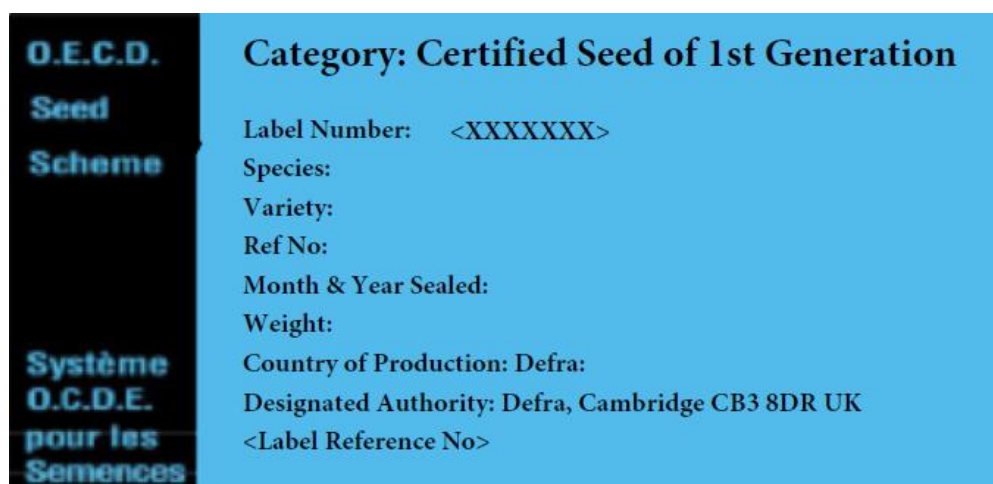 O.E.C.D.
Seed
Scheme
Système
O.C.D.E.
pour les
Semences
Category: Certified Seed of 1st Generation
Label Number: <XXXXXXX>
Species:
Variety:
Ref No:
Month & Year Sealed:
Weight:
Country of Production: Defra:
Designated Authority: Defra, Cambridge CB3 8DR UK
<Label Reference No>